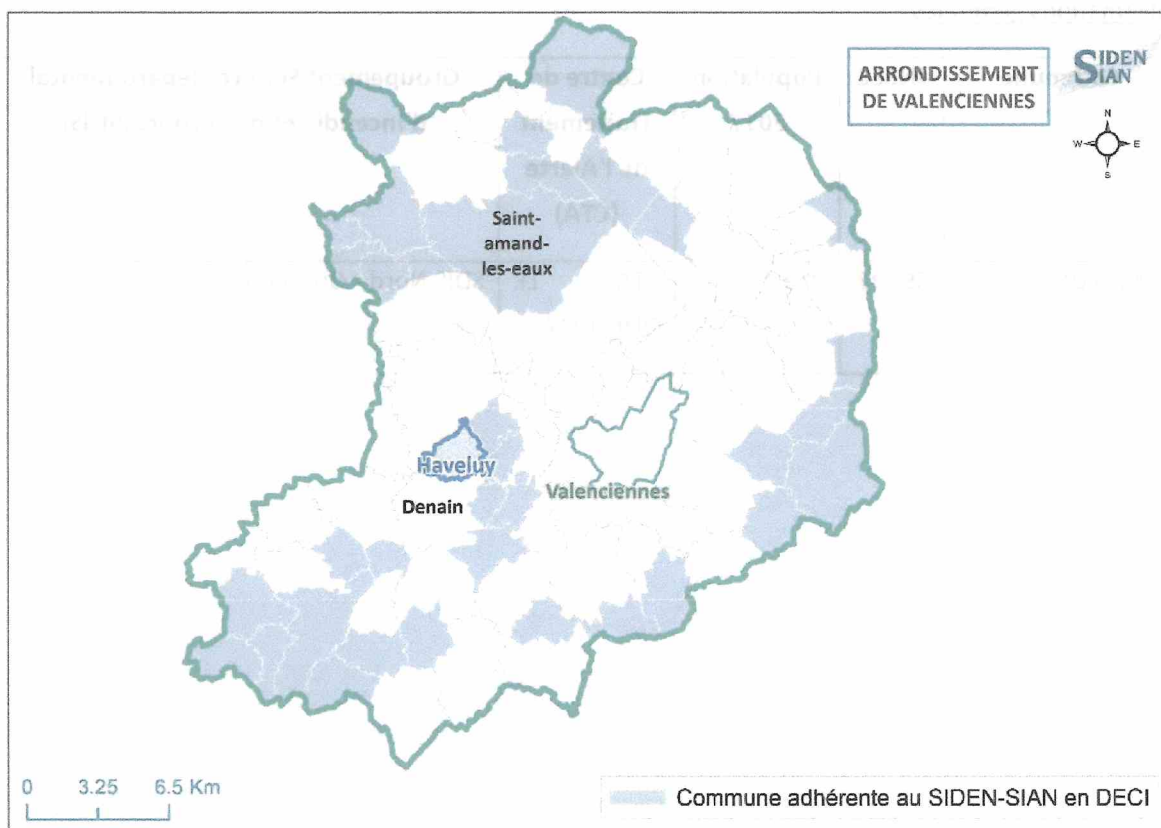 SIDEN
SIAN
ARRONDISSEMENT
DE VALENCIENNES
N
W E
S
Saint-
amand-
les-eaux
Haveluy
Valenciennes
Denain
0 3.25 6.5 Km
Commune adhérente au SIDEN-SIAN en DECI